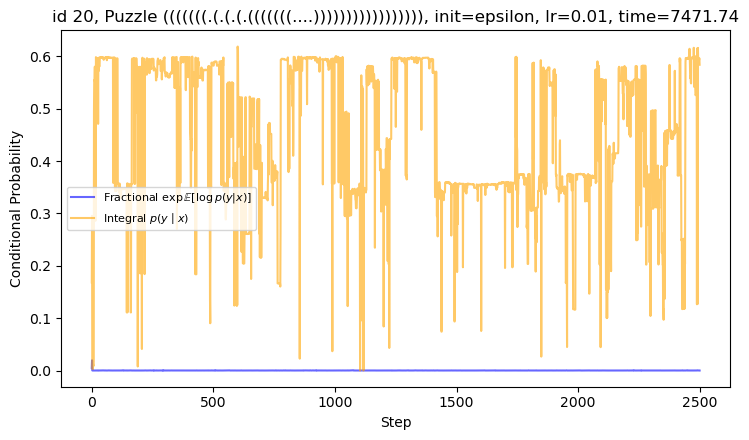 id 20, Puzzle (((((((.(.(.(.(((((((....))))))))))))))))), init=epsilon, lr=0.01, time=7471.74
0.6
0.5
0.4
0.3
0.2
0.1
0.0
Conditional Probability
Fractional exp 𝔼[log p(y|x)]
Integral p(y | x)
0
500
1000
1500
2000
2500
Step